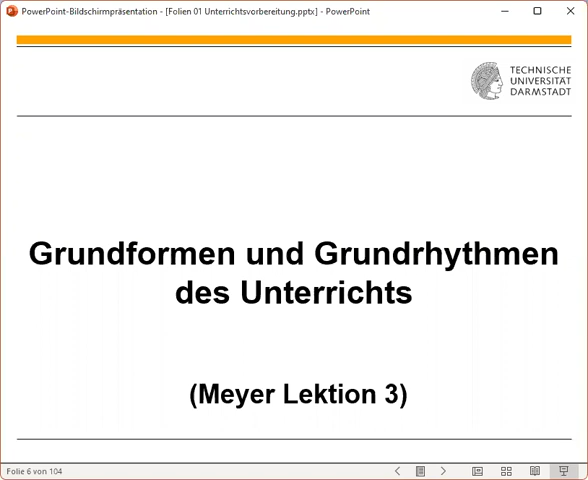 PowerPoint-Bildschirmpräsentation - [Folien 01 Unterrichtsvorbereitung.pptx] - PowerPoint
TECHNISCHE
UNIVERSITÄT
DARMSTADT
Grundformen und Grundrhythmen
des Unterrichts
(Meyer Lektion 3)
Folie 6 von 104